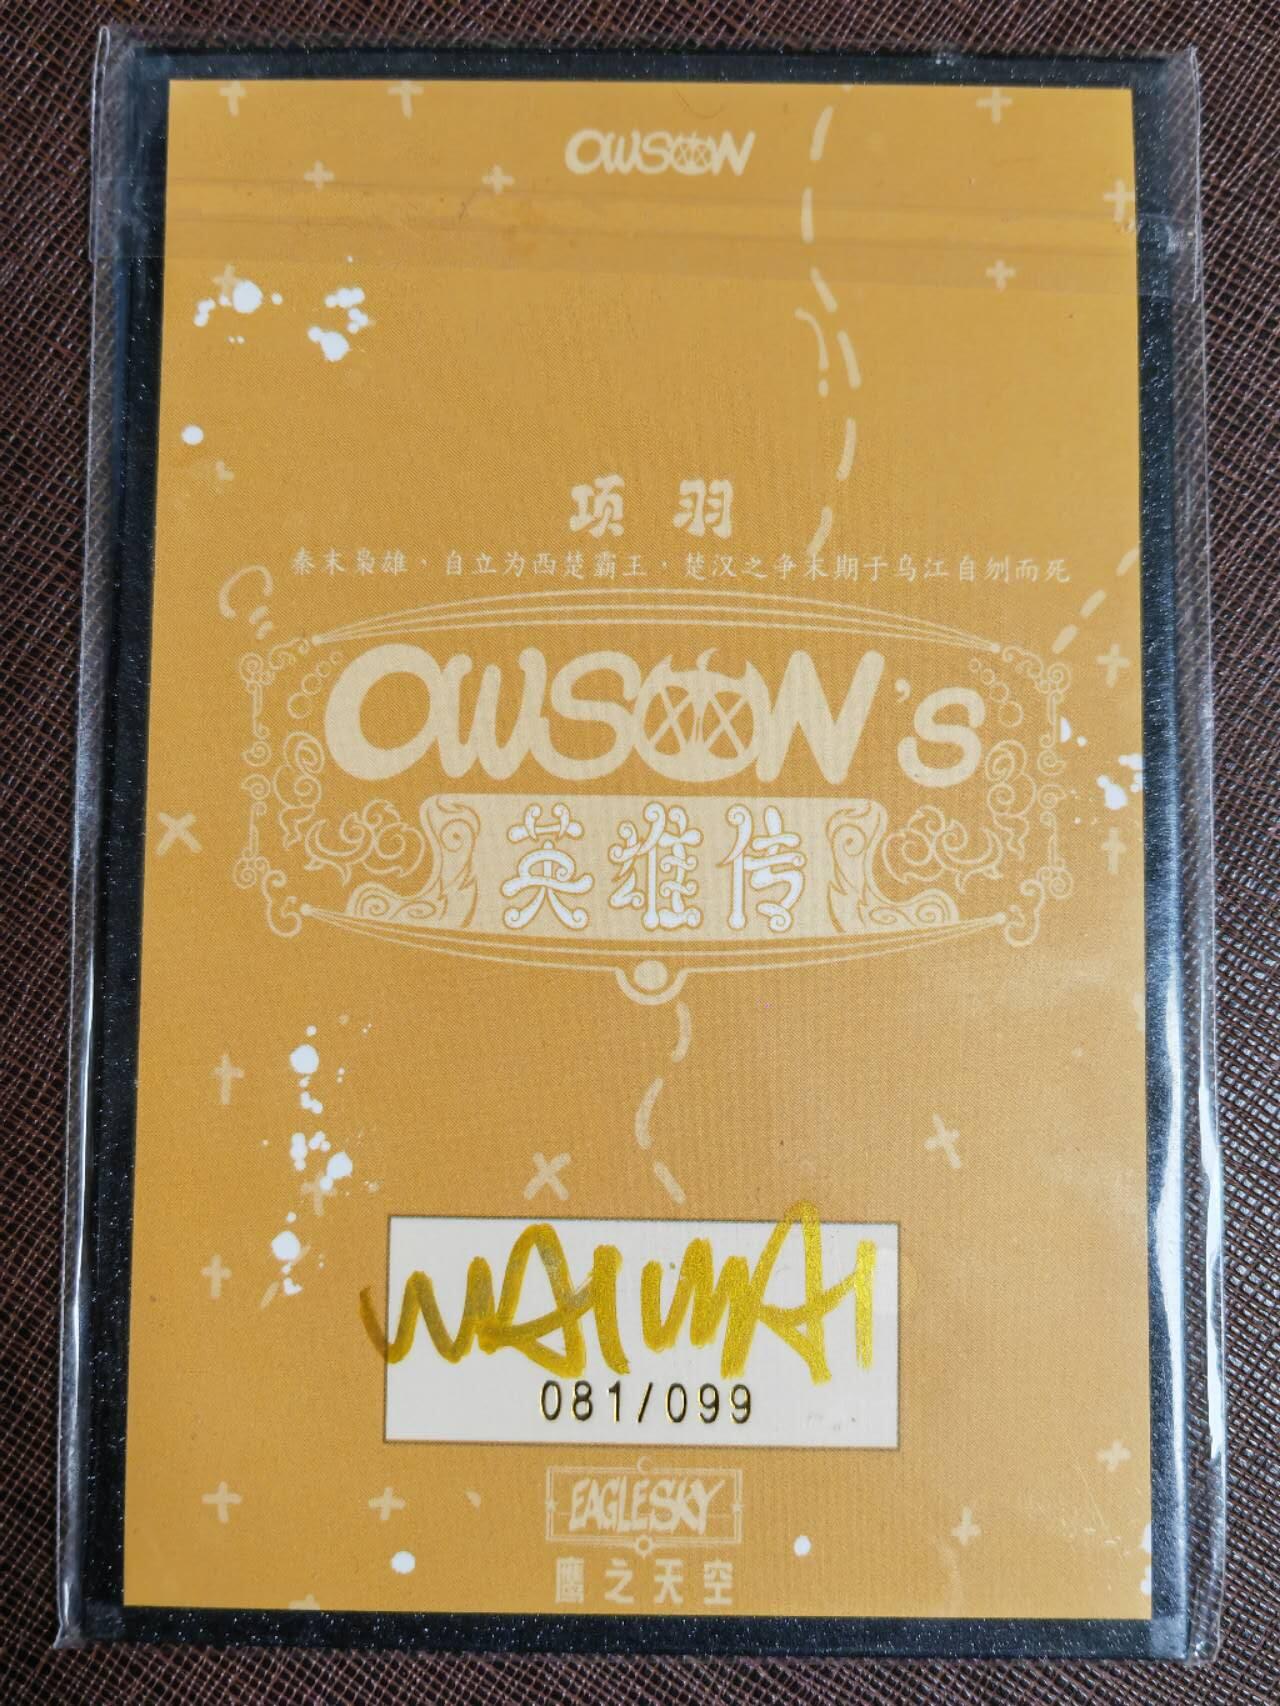 OWSOON
项 羽
秦末枭雄，自立为西楚霸王，楚汉之争末期于乌江自刎而死
OWSOON's
英雄传
WAIWAI
081/099
EAGLESKY
鹰之天空